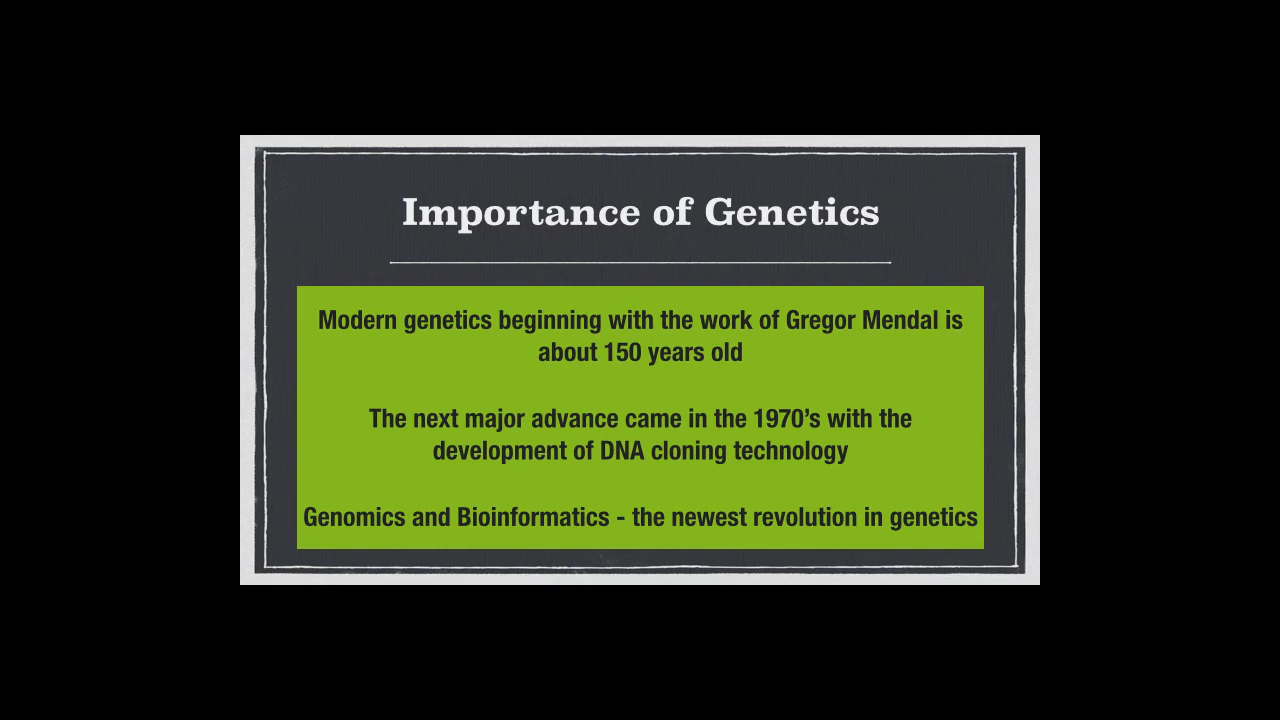 Importance of Genetics
Modern genetics beginning with the work of Gregor Mendal is
about 150 years old
The next major advance came in the 1970’s with the
development of DNA cloning technology
Genomics and Bioinformatics - the newest revolution in genetics